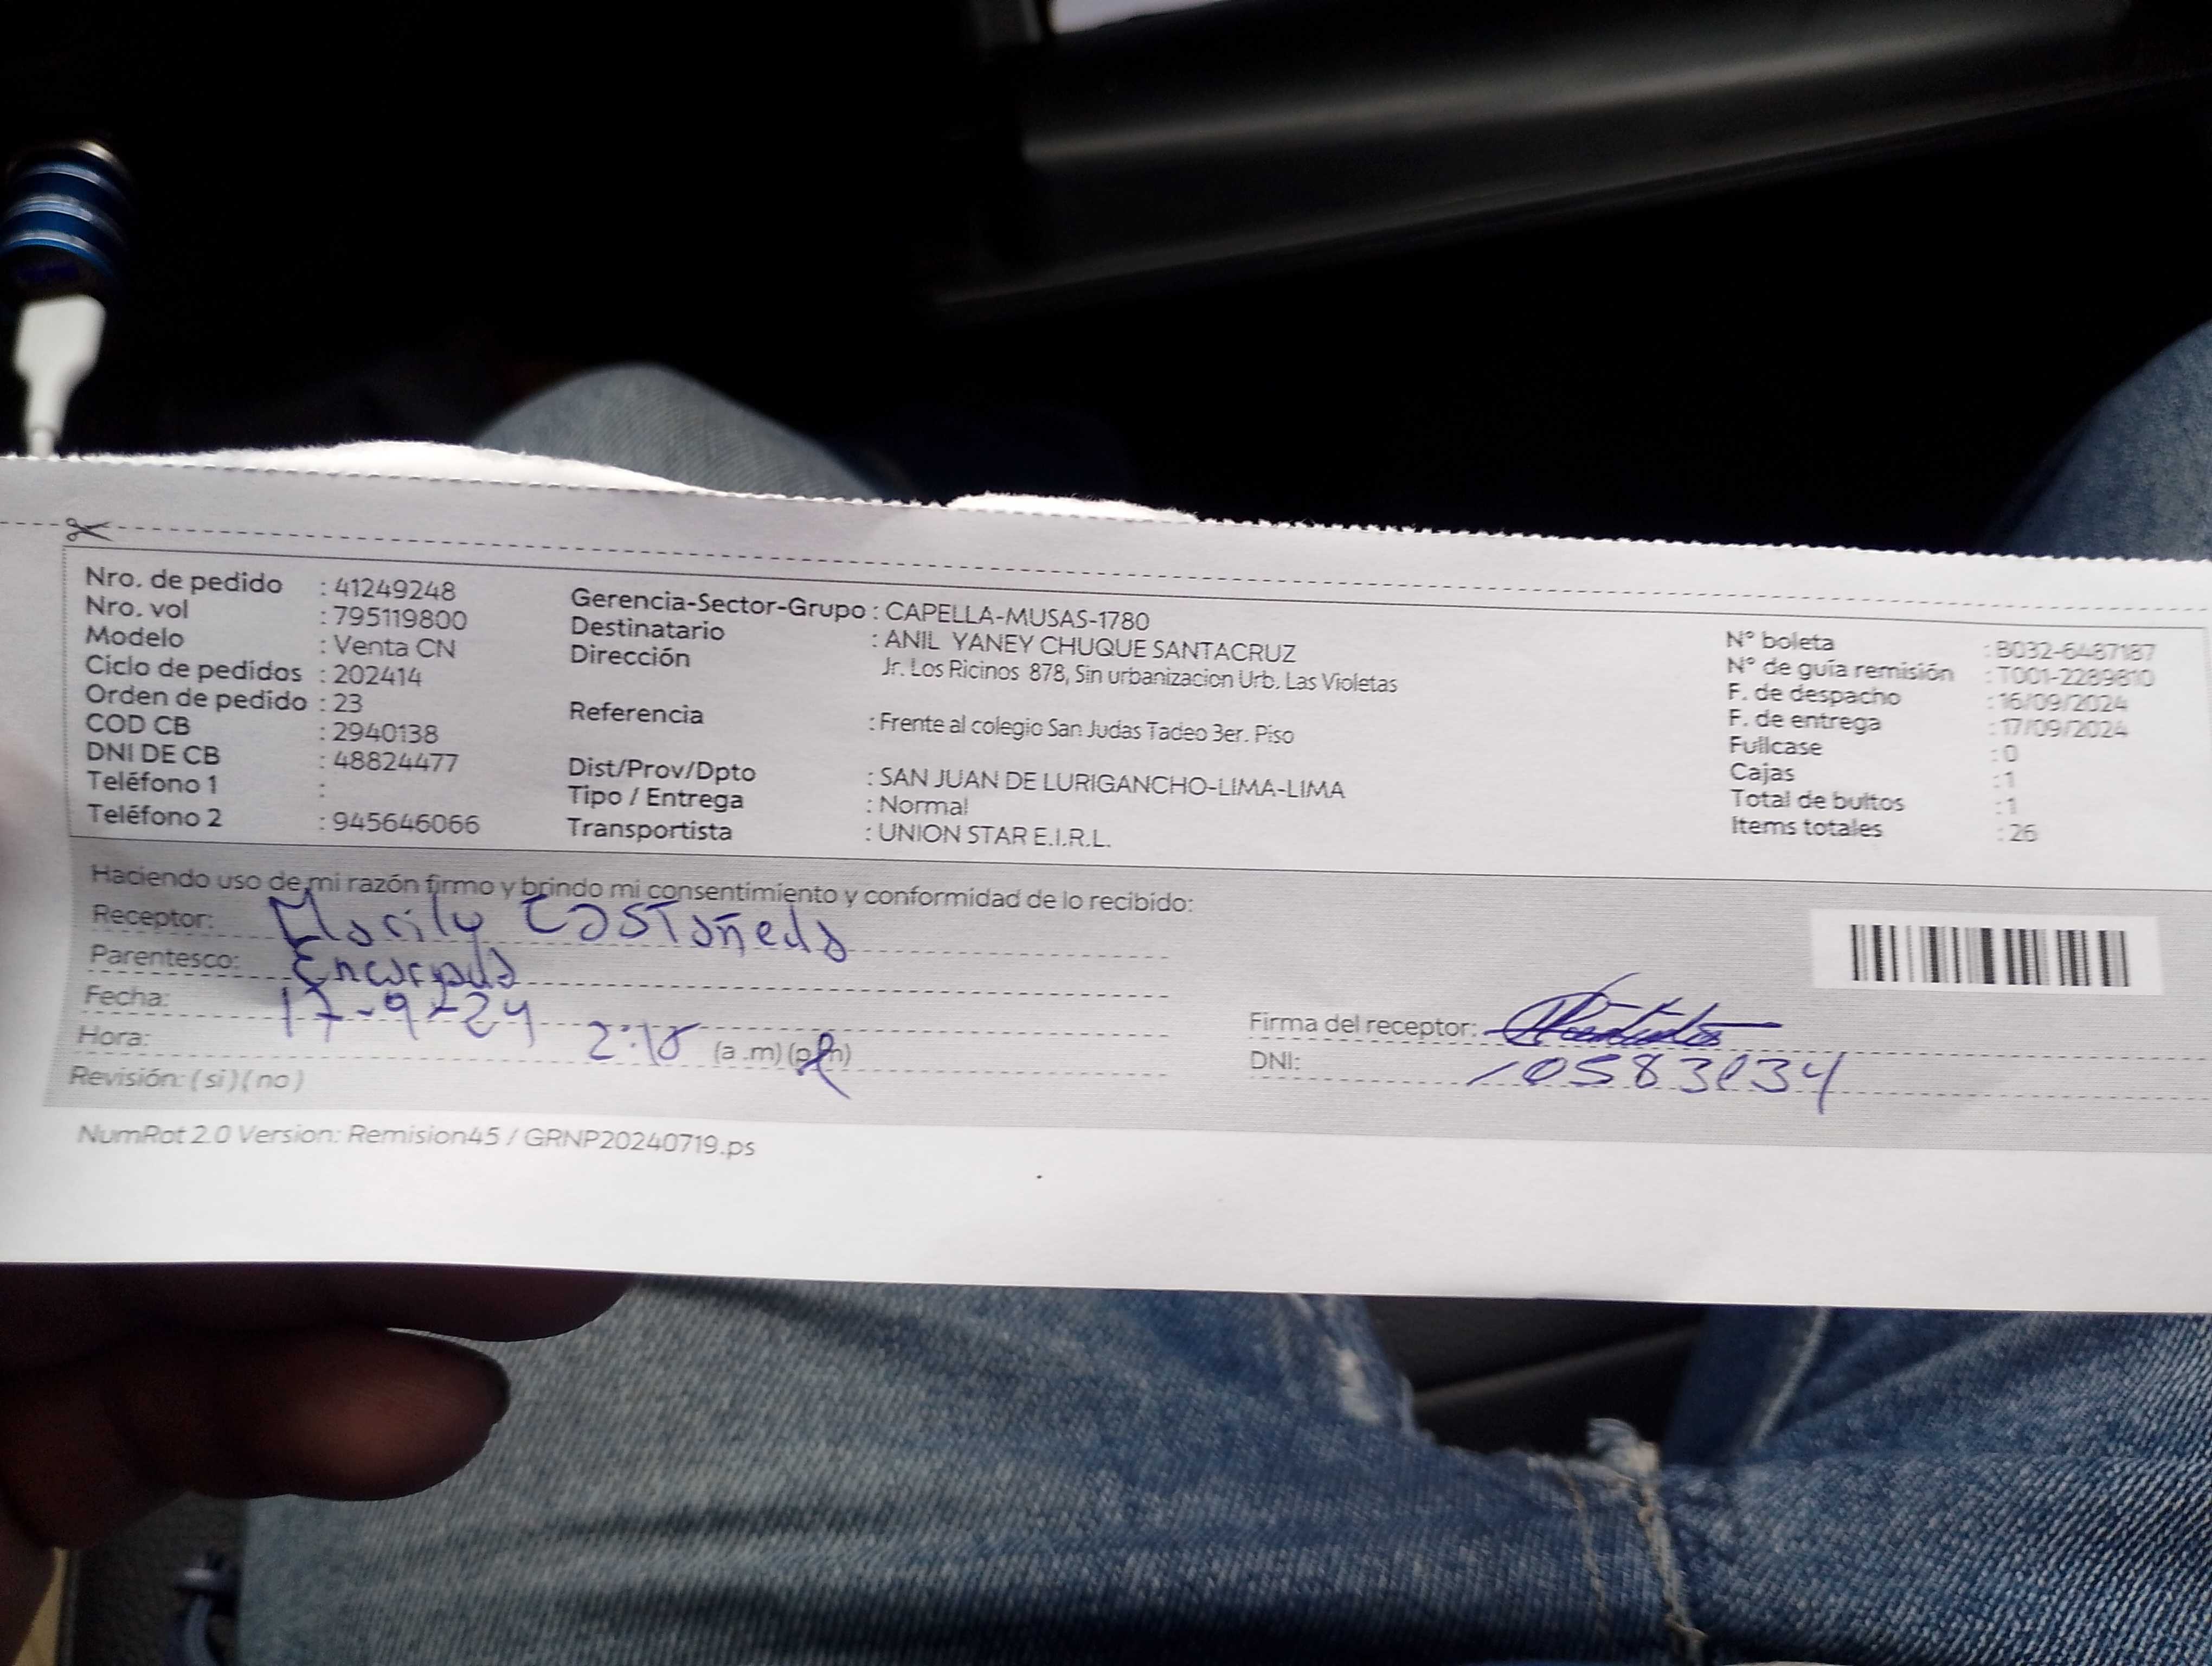 Nro. de pedido : 41249248
Nro. vol : 795119800
Modelo : Venta CN
Ciclo de pedidos : 202414
Orden de pedido : 23
COD CB : 2940138
DNI DE CB : 48824477
Teléfono 1 :
Teléfono 2 : 945646066
Gerencia-Sector-Grupo : CAPELLA-MUSAS-1780
Destinatario : ANIL YANEY CHUQUE SANTACRUZ
Dirección Jr. Los Ricinos 878, Sin urbanizacion Urb. Las Violetas
Referencia : Frente al colegio San Judas Tadeo 3er. Piso
Dist/Prov/Dpto : SAN JUAN DE LURIGANCHO-LIMA-LIMA
Tipo / Entrega : Normal
Transportista : UNION STAR E.I.R.L.
N° boleta : B032-6487187
N° de guía remisión : T001-2289810
F. de despacho : 16/09/2024
F. de entrega : 17/09/2024
Fullcase : 0
Cajas : 1
Total de bultos : 1
Items totales : 26
Haciendo uso de mi razón firmo y brindo mi consentimiento y conformidad de lo recibido:
Receptor: Marily Castañeda
Parentesco: Encargada
Fecha: 17-9-24
Hora: 2:18 (a.m) (p.m)
Revisión: ( si ) ( no )
Firma del receptor:
DNI:
NumRot 2.0 Version: Remision45 / GRNP20240719.ps